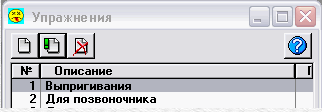 Упражнения
№ Описание
1 Выпригивания
2 Для позвоночника